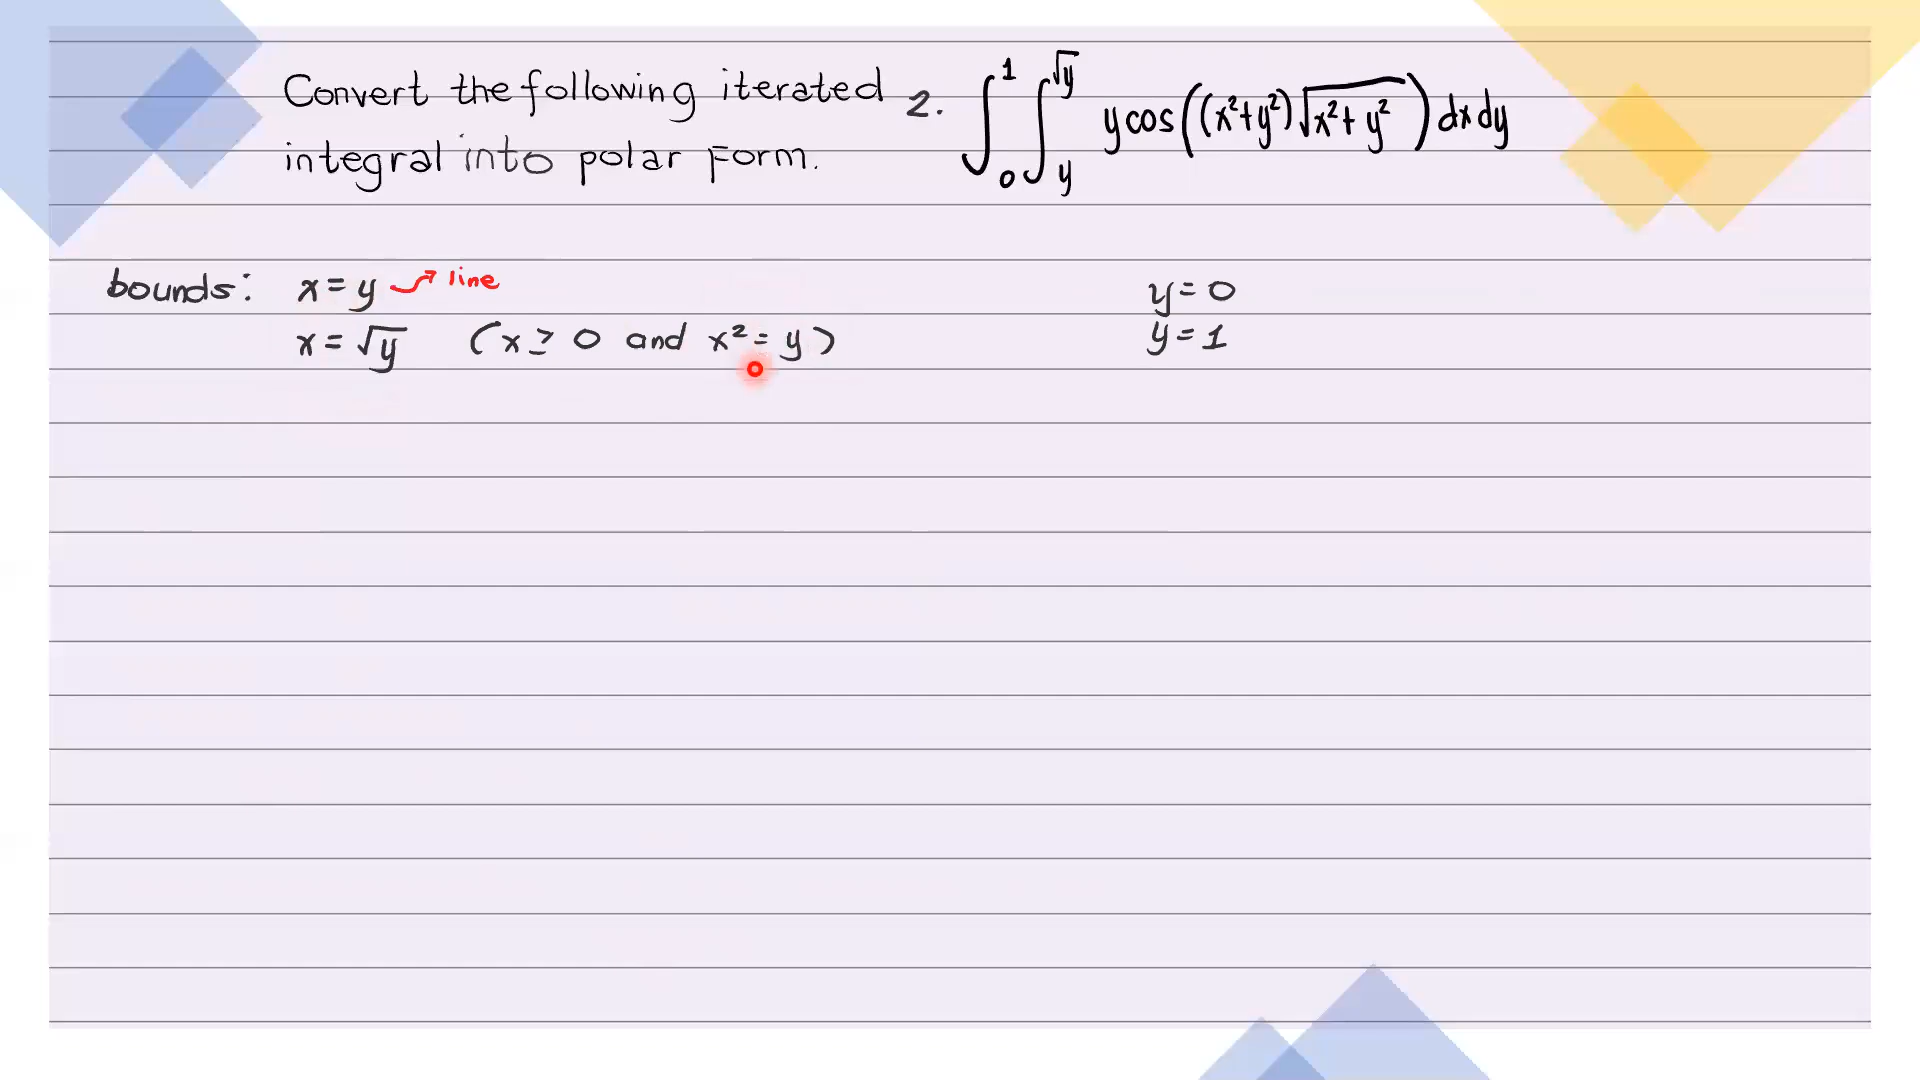 Convert the following iterated
integral into polar form.
2. ∫₀¹ ∫_y^{√y} y cos((x²+y²)√(x²+y²)) dx dy
bounds: x = y → line
x = √y (x ≥ 0 and x² = y)
y = 0
y = 1